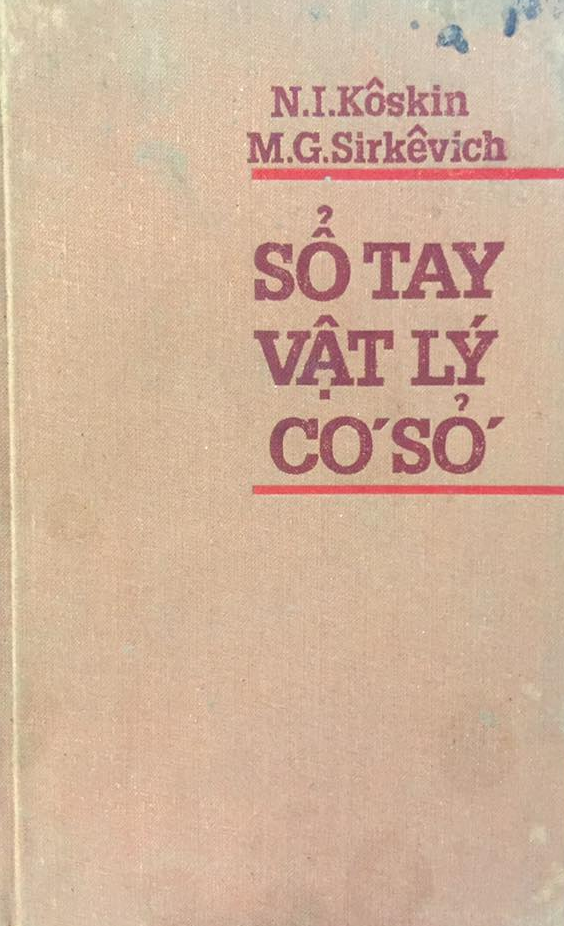 N.I.Kôskin
M.G.Sirkêvich
SỔ TAY
VẬT LÝ
CƠ SỞ